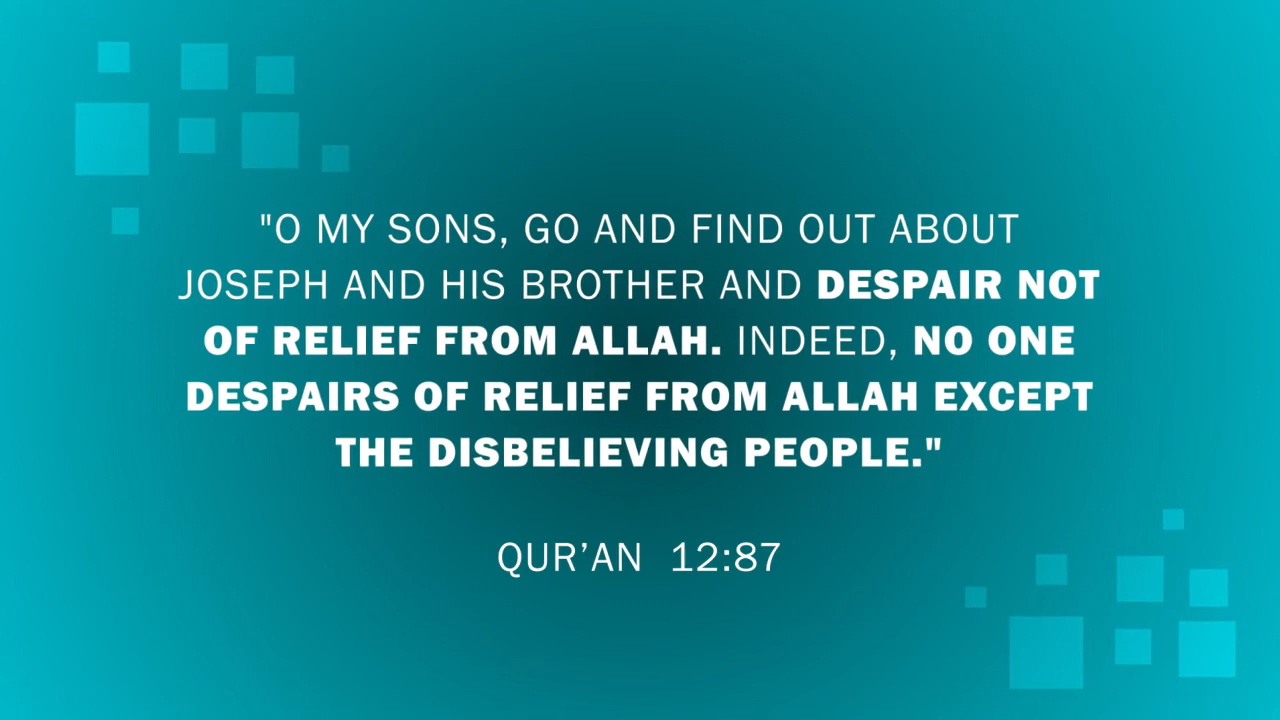 "O MY SONS, GO AND FIND OUT ABOUT
JOSEPH AND HIS BROTHER AND DESPAIR NOT
OF RELIEF FROM ALLAH. INDEED, NO ONE
DESPAIRS OF RELIEF FROM ALLAH EXCEPT
THE DISBELIEVING PEOPLE."
QUR’AN 12:87